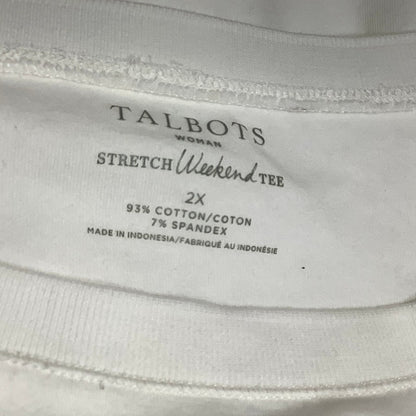 TALBOTS
WOMAN
STRETCH Weekend TEE
2X
93% COTTON/COTON
7% SPANDEX
MADE IN INDONESIA/FABRIQUÉ AU INDONÉSIE